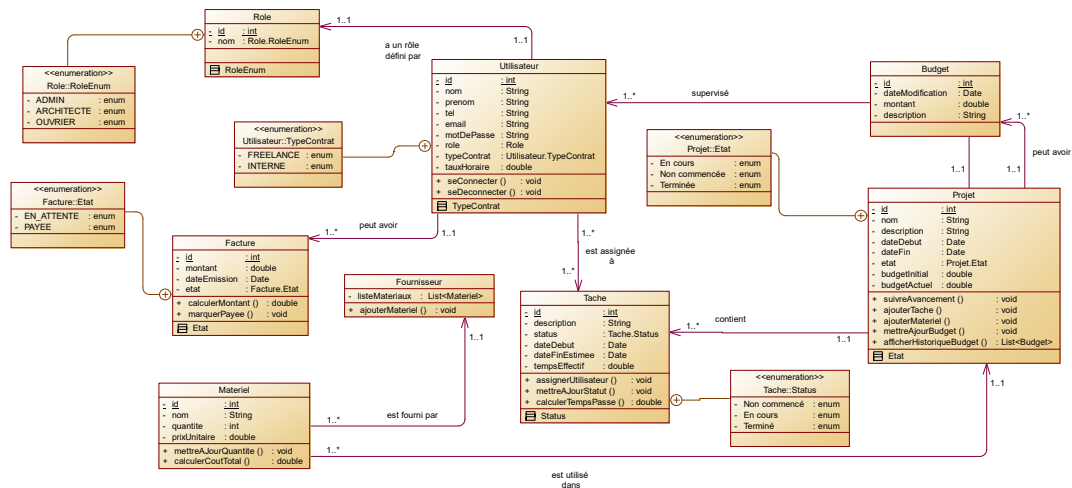 Role
- id : int
- nom : Role.RoleEnum
RoleEnum
1..1
a un rôle
défini par
1..1
<<enumeration>>
Role::RoleEnum
- ADMIN : enum
- ARCHITECTE : enum
- OUVRIER : enum
Utilisateur
- id : int
- nom : String
- prenom : String
- tel : String
- email : String
- motDePasse : String
- role : Role
- typeContrat : Utilisateur.TypeContrat
- tauxHoraire : double
+ seConnecter () : void
+ seDeconnecter () : void
TypeContrat
1..*
supervisé
Budget
- id : int
- dateModification : Date
- montant : double
- description : String
1..1
1..*
peut avoir
1..1
1..1
<<enumeration>>
Utilisateur::TypeContrat
- FREELANCE : enum
- INTERNE : enum
<<enumeration>>
Projet::Etat
- En cours : enum
- Non commencée : enum
- Terminée : enum
<<enumeration>>
Facture::Etat
- EN_ATTENTE : enum
- PAYEE : enum
Projet
- id : int
- nom : String
- description : String
- dateDebut : Date
- dateFin : Date
- etat : Projet.Etat
- budgetInitial : double
- budgetActuel : double
+ suivreAvancement () : void
+ ajouterTache () : void
+ ajouterMateriel () : void
+ mettreAjourBudget () : void
+ afficherHistoriqueBudget () : List<Budget>
Etat
1..*
peut avoir
1..1
1..*
est assignée
à
1..*
Facture
- id : int
- montant : double
- dateEmission : Date
- etat : Facture.Etat
+ calculerMontant () : double
+ marquerPayee () : void
Etat
Fournisseur
- listeMateriaux : List<Materiel>
+ ajouterMateriel () : void
1..1
Tache
- id : int
- description : String
- status : Tache.Status
- dateDebut : Date
- dateFinEstimee : Date
- tempsEffectif : double
+ assignerUtilisateur () : void
+ mettreAJourStatut () : void
+ calculerTempsPasse () : double
Status
1..*
contient
1..1
<<enumeration>>
Tache::Status
- Non commencé : enum
- En cours : enum
- Terminé : enum
1..1
Materiel
- id : int
- nom : String
- quantite : int
- prixUnitaire : double
+ mettreAJourQuantite () : void
+ calculerCoutTotal () : double
est fourni par
1..*
1..*
est utilisé
dans